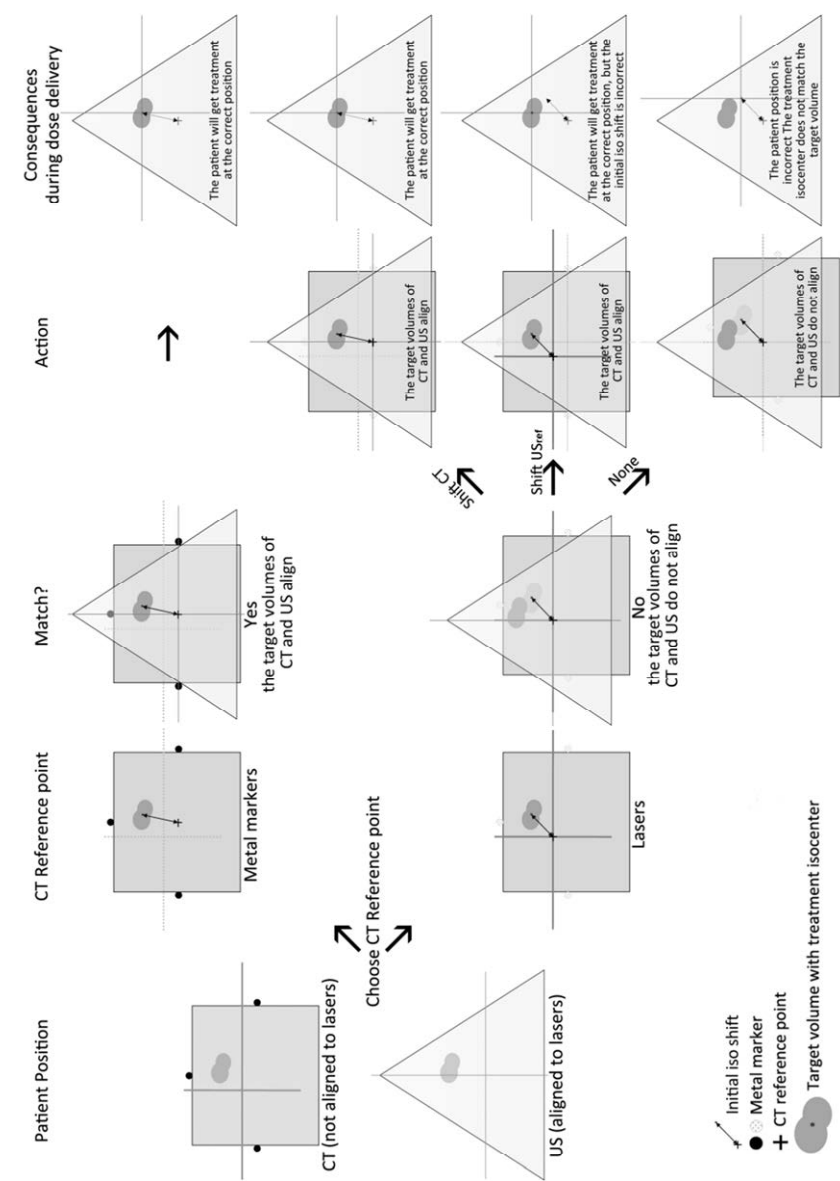 Patient Position
CT Reference point
Match?
Action
Consequences
during dose delivery
CT (not aligned to lasers)
US (aligned to lasers)
Choose CT Reference point
Metal markers
Lasers
Yes
the target volumes of
CT and US align
No
the target volumes of
CT and US do not align
Shift CT
Shift USref
None
The target volumes of
CT and US align
The target volumes of
CT and US align
The target volumes of
CT and US do not align
The patient will get treatment
at the correct position
The patient will get treatment
at the correct position
The patient will get treatment
at the correct position, but the
initial iso shift is incorrect
The patient position is
incorrect The treatment
isocenter does not match the
target volume
Initial iso shift
Metal marker
CT reference point
Target volume with treatment isocenter